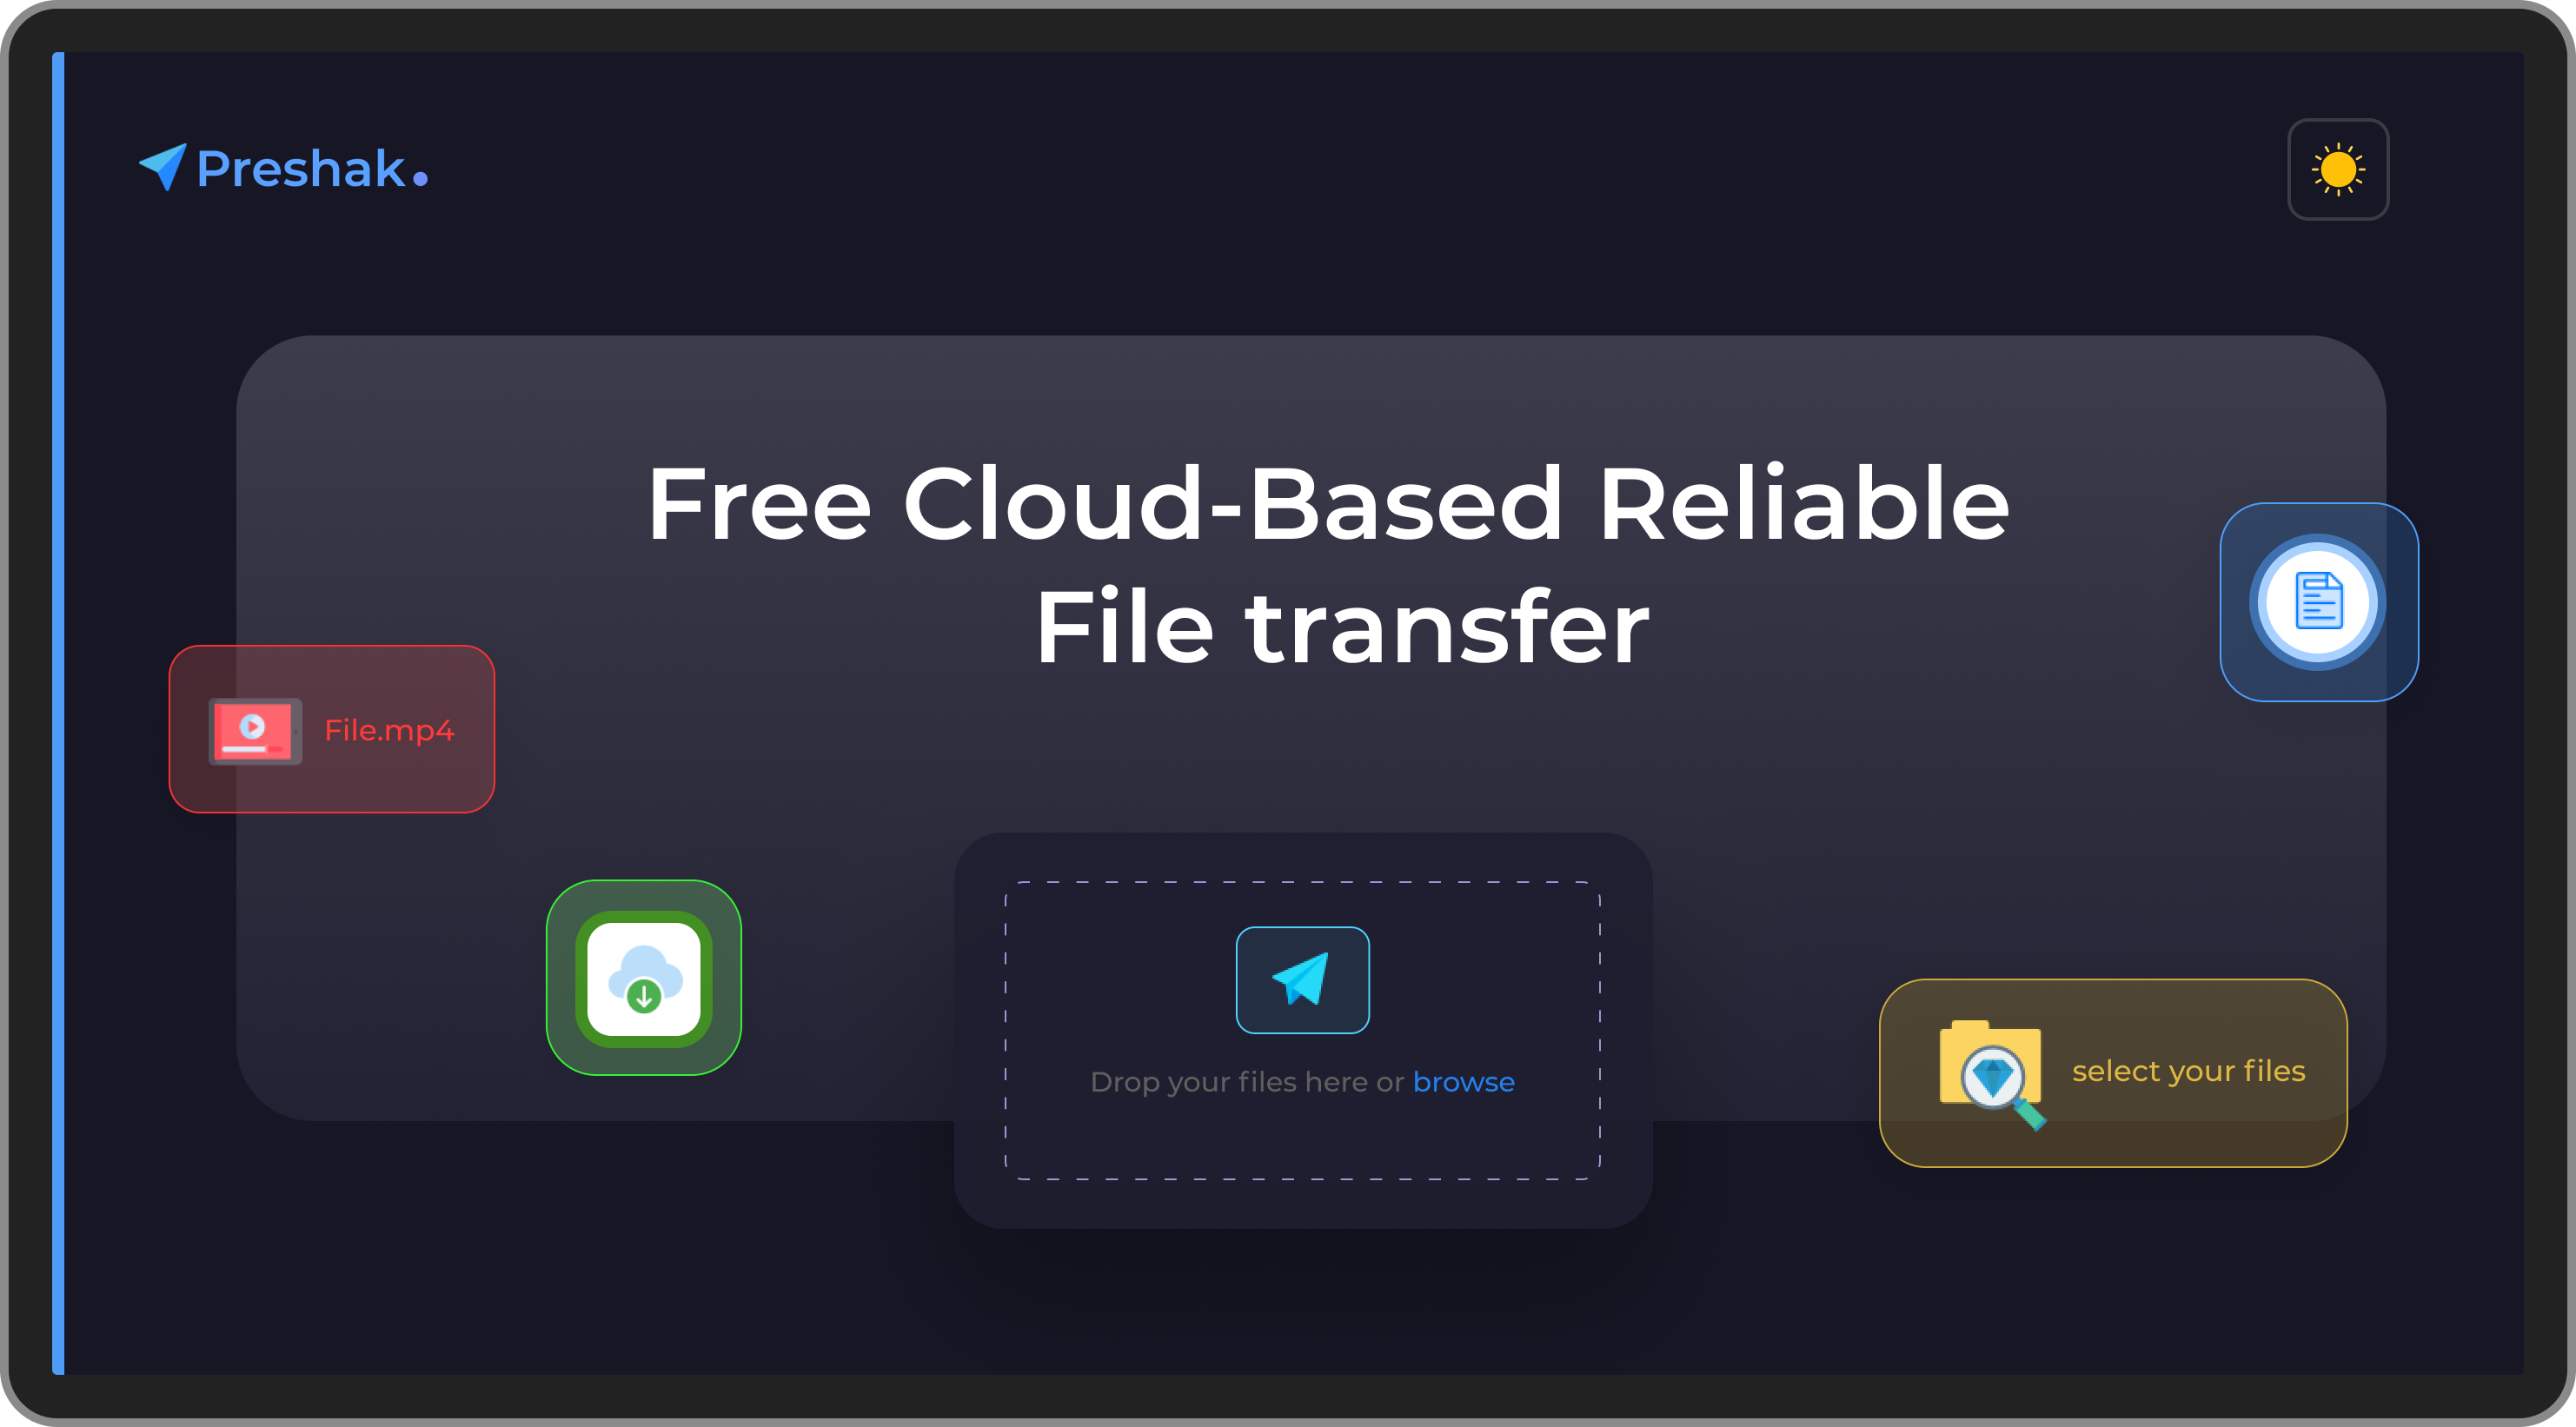 Preshak.
Free Cloud-Based Reliable
File transfer
File.mp4
Drop your files here or browse
select your files